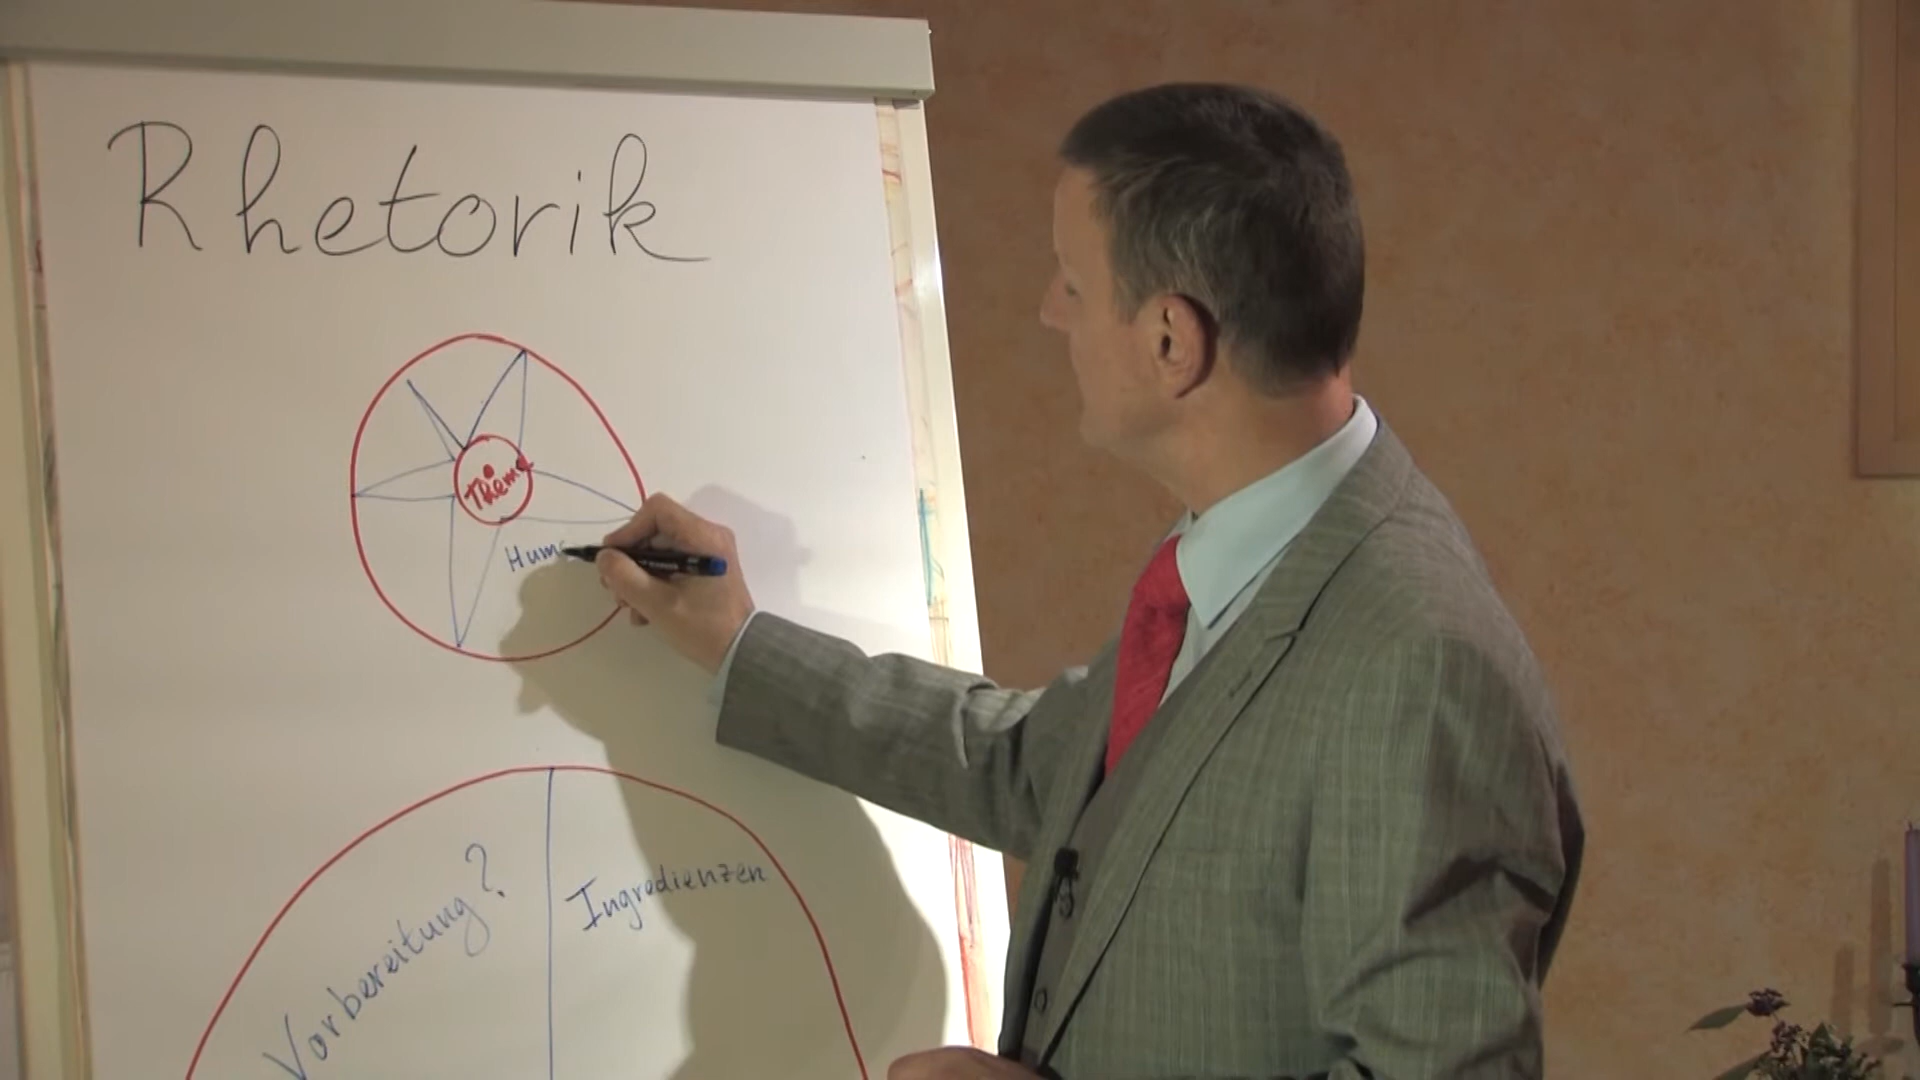 Rhetorik
Thema
Hum
Vorbereitung?
Ingredienzen